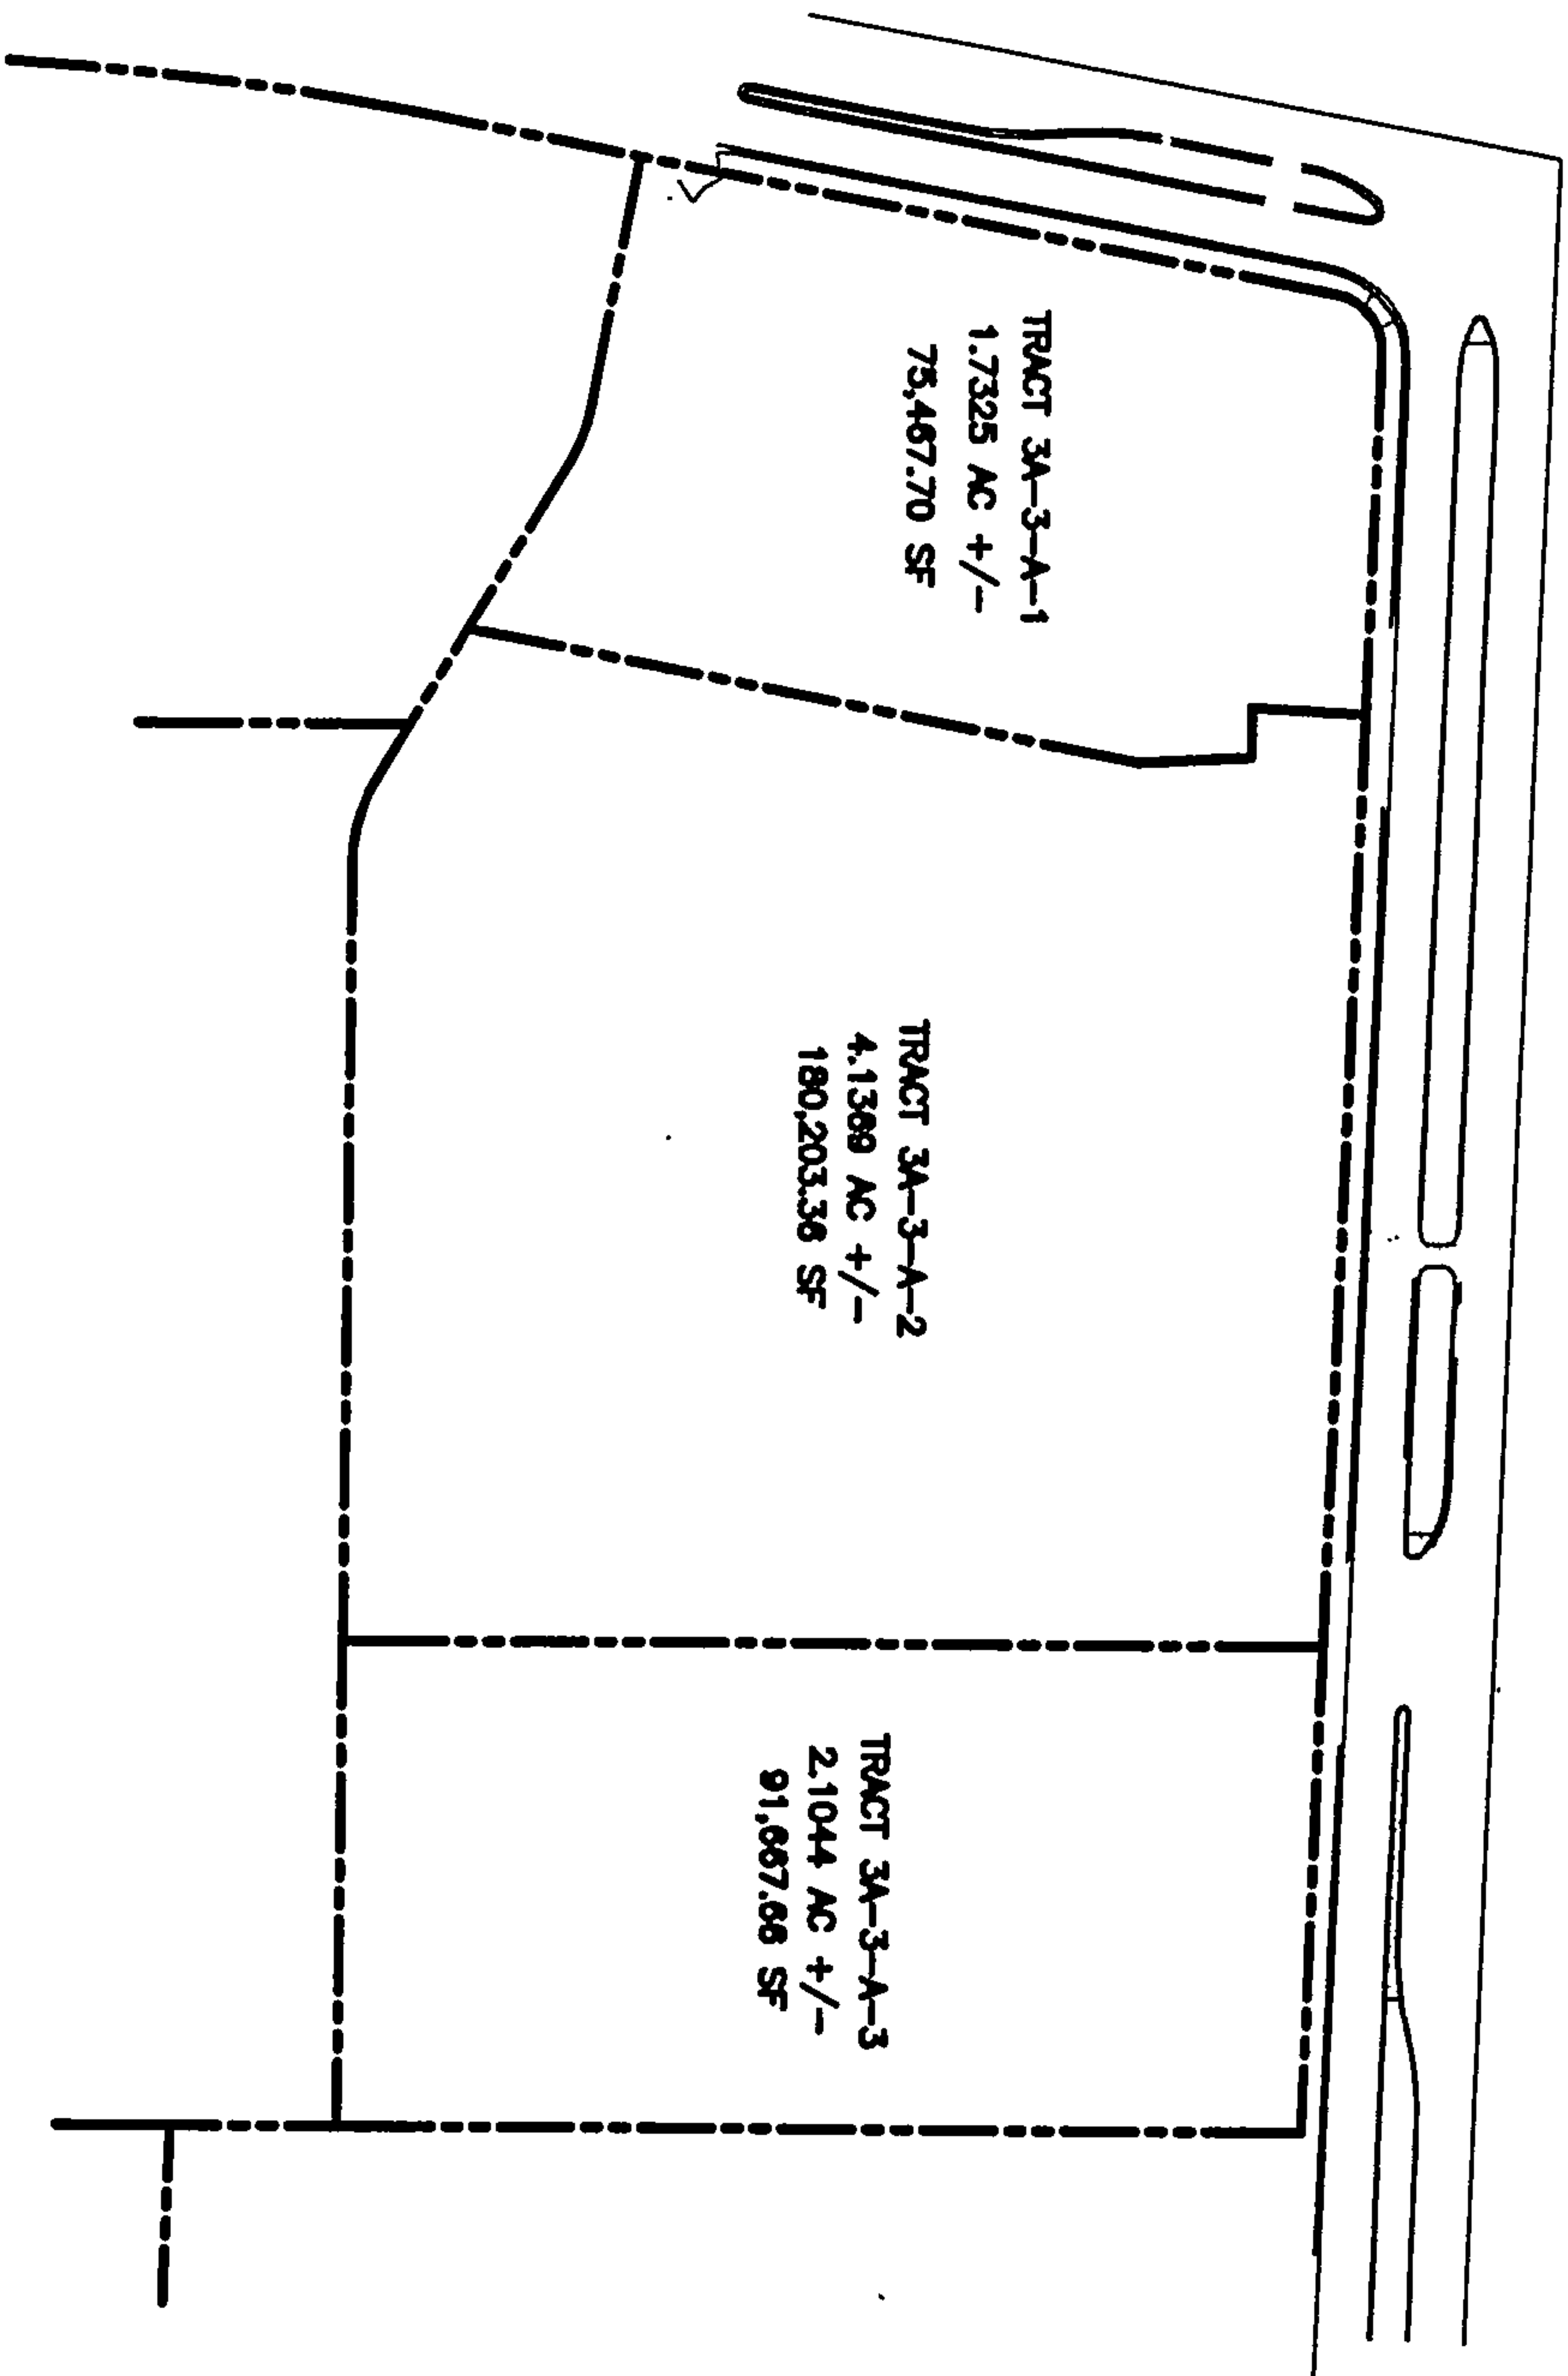 TRACT 3A-3-A-1
1.7325 AC +/-
75,467.70 SF
TRACT 3A-3-A-2
4.1369 AC +/-
180,203.36 SF
TRACT 3A-3-A-3
2.1044 AC +/-
91,667.66 SF